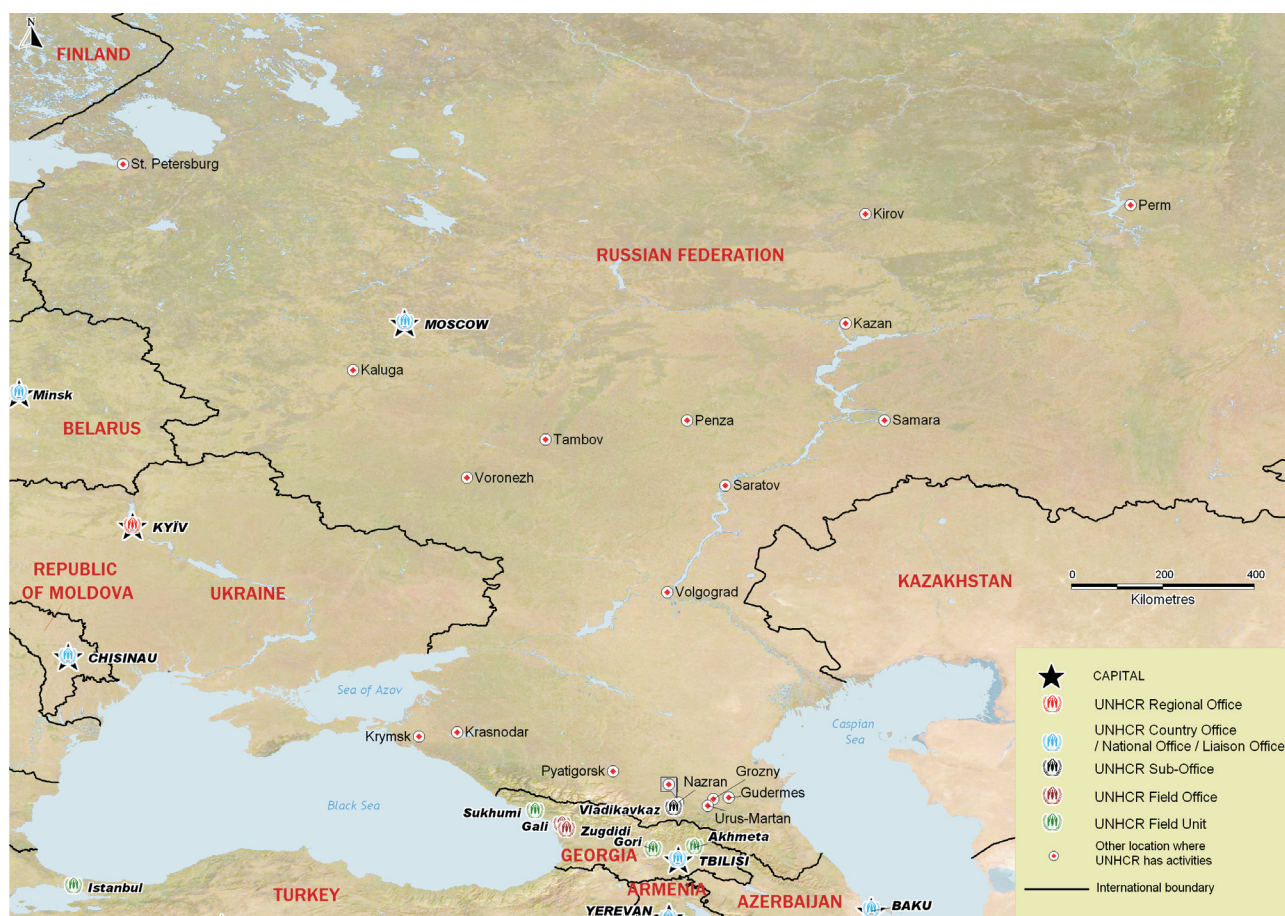 N
FINLAND
St. Petersburg
Kirov
Perm
RUSSIAN FEDERATION
MOSCOW
Kazan
Kaluga
Minsk
BELARUS
Penza
Samara
Tambov
Voronezh
Saratov
KYÏV
REPUBLIC
OF MOLDOVA
UKRAINE
KAZAKHSTAN
0 200 400
Kilometres
Volgograd
CHISINAU
Sea of Azov
Caspian
Sea
Krymsk
Krasnodar
Pyatigorsk
Nazran
Grozny
Gudermes
Black Sea
Sukhumi
Vladikavkaz
Urus-Martan
Gali
Zugdidi
Gori
Akhmeta
GEORGIA
TBILISI
Istanbul
TURKEY
ARMENIA
AZERBAIJAN
YEREVAN
BAKU
CAPITAL
UNHCR Regional Office
UNHCR Country Office
/ National Office / Liaison Office
UNHCR Sub-Office
UNHCR Field Office
UNHCR Field Unit
Other location where
UNHCR has activities
International boundary